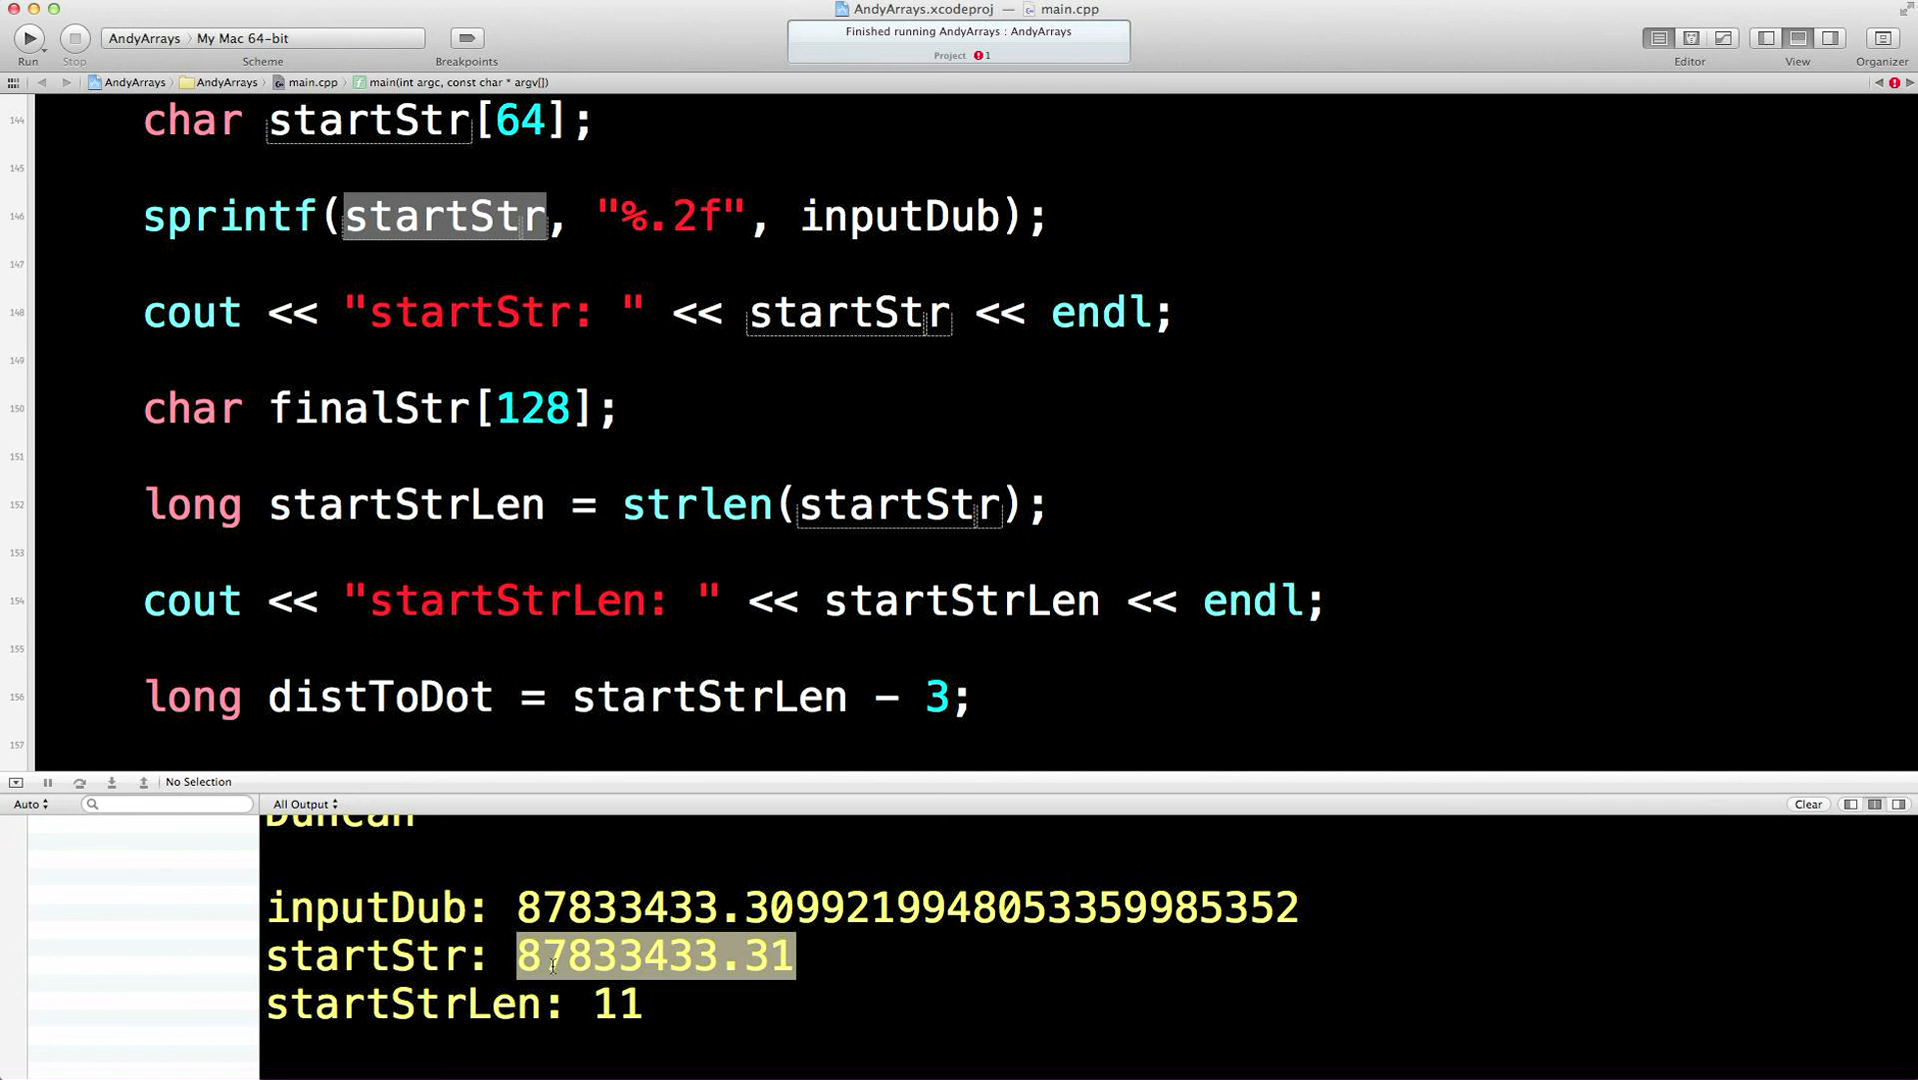 AndyArrays.xcodeproj — main.cpp
AndyArrays My Mac 64-bit
Finished running AndyArrays : AndyArrays
Project 1
Run Stop Scheme Breakpoints Editor View Organizer
AndyArrays AndyArrays main.cpp main(int argc, const char * argv[])
144 char startStr[64];
145
146 sprintf(startStr, "%.2f", inputDub);
147
148 cout << "startStr: " << startStr << endl;
149
150 char finalStr[128];
151
152 long startStrLen = strlen(startStr);
153
154 cout << "startStrLen: " << startStrLen << endl;
155
156 long distToDot = startStrLen - 3;
157
No Selection
Auto All Output Clear
Duncan
inputDub: 87833433.3099219948053359985352
startStr: 87833433.31
startStrLen: 11